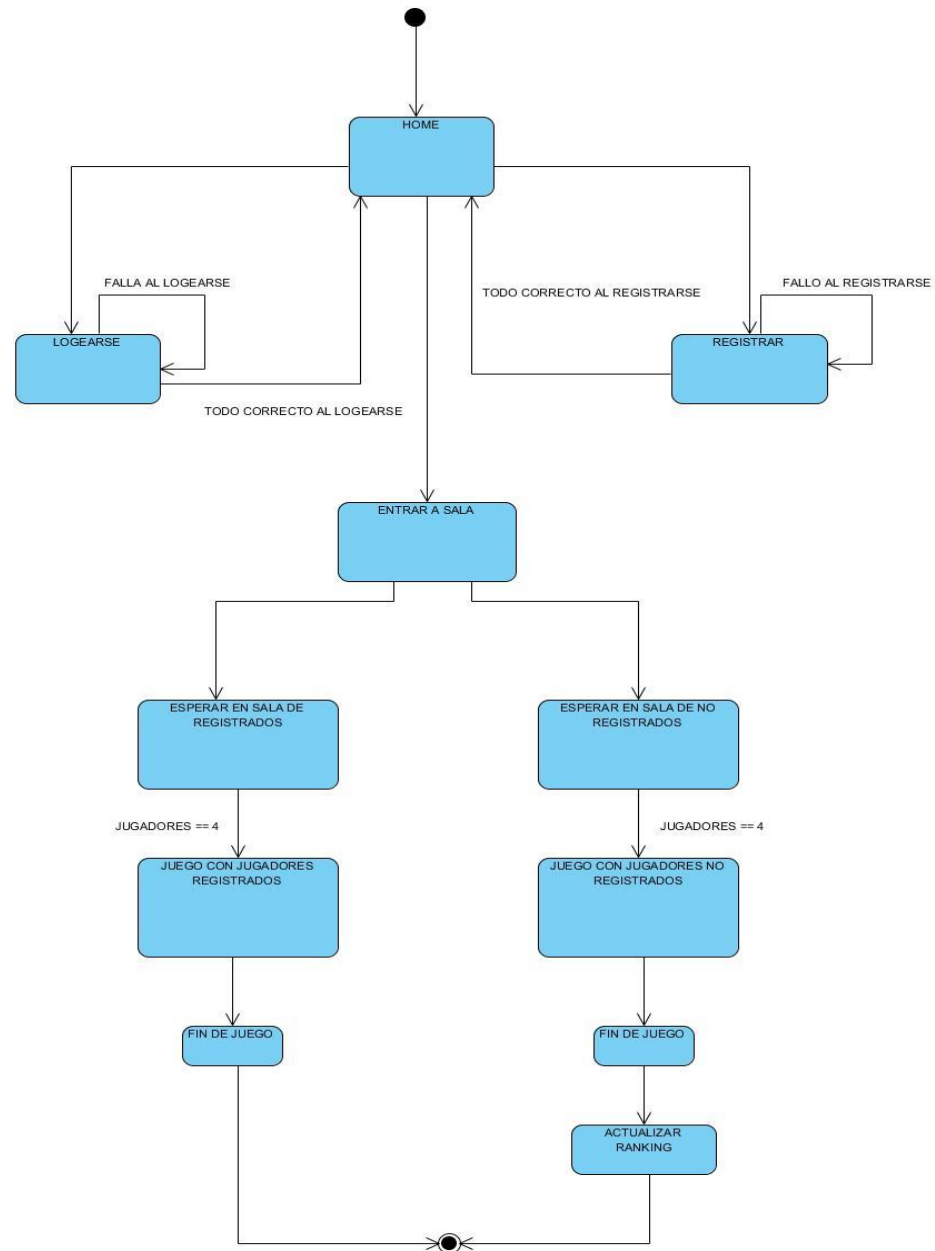 HOME
FALLA AL LOGEARSE
TODO CORRECTO AL REGISTRARSE
FALLO AL REGISTRARSE
LOGEARSE
REGISTRAR
TODO CORRECTO AL LOGEARSE
ENTRAR A SALA
ESPERAR EN SALA DE
REGISTRADOS
ESPERAR EN SALA DE NO
REGISTRADOS
JUGADORES == 4
JUGADORES == 4
JUEGO CON JUGADORES
REGISTRADOS
JUEGO CON JUGADORES NO
REGISTRADOS
FIN DE JUEGO
FIN DE JUEGO
ACTUALIZAR
RANKING